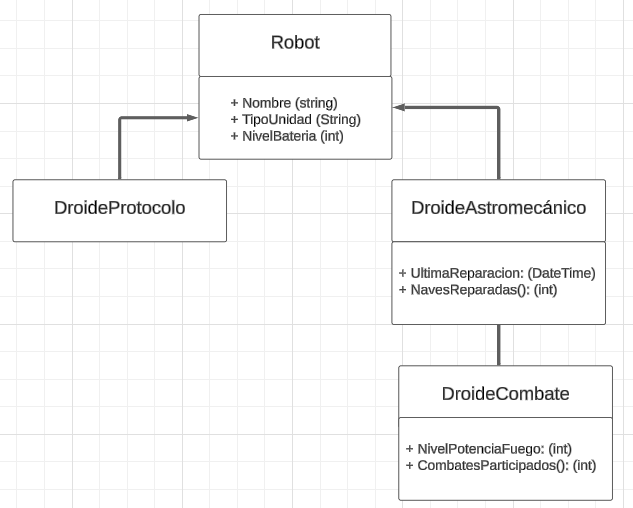 Robot
+ Nombre (string)
+ TipoUnidad (String)
+ NivelBateria (int)
DroideProtocolo
DroideAstromecánico
+ UltimaReparacion: (DateTime)
+ NavesReparadas(): (int)
DroideCombate
+ NivelPotenciaFuego: (int)
+ CombatesParticipados(): (int)